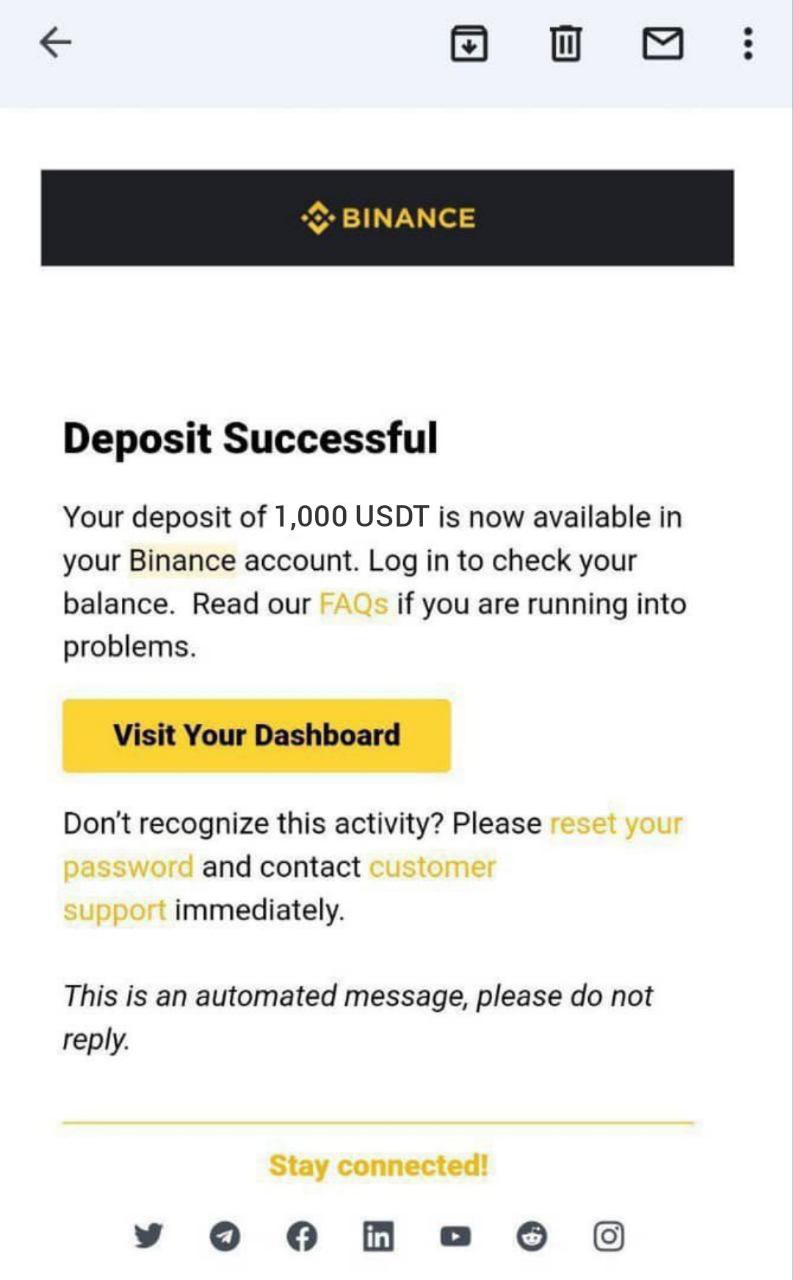 BINANCE
Deposit Successful
Your deposit of 1,000 USDT is now available in
your Binance account. Log in to check your
balance.  Read our FAQs if you are running into
problems.
Visit Your Dashboard
Don’t recognize this activity? Please reset your
password and contact customer
support immediately.
This is an automated message, please do not
reply.
Stay connected!